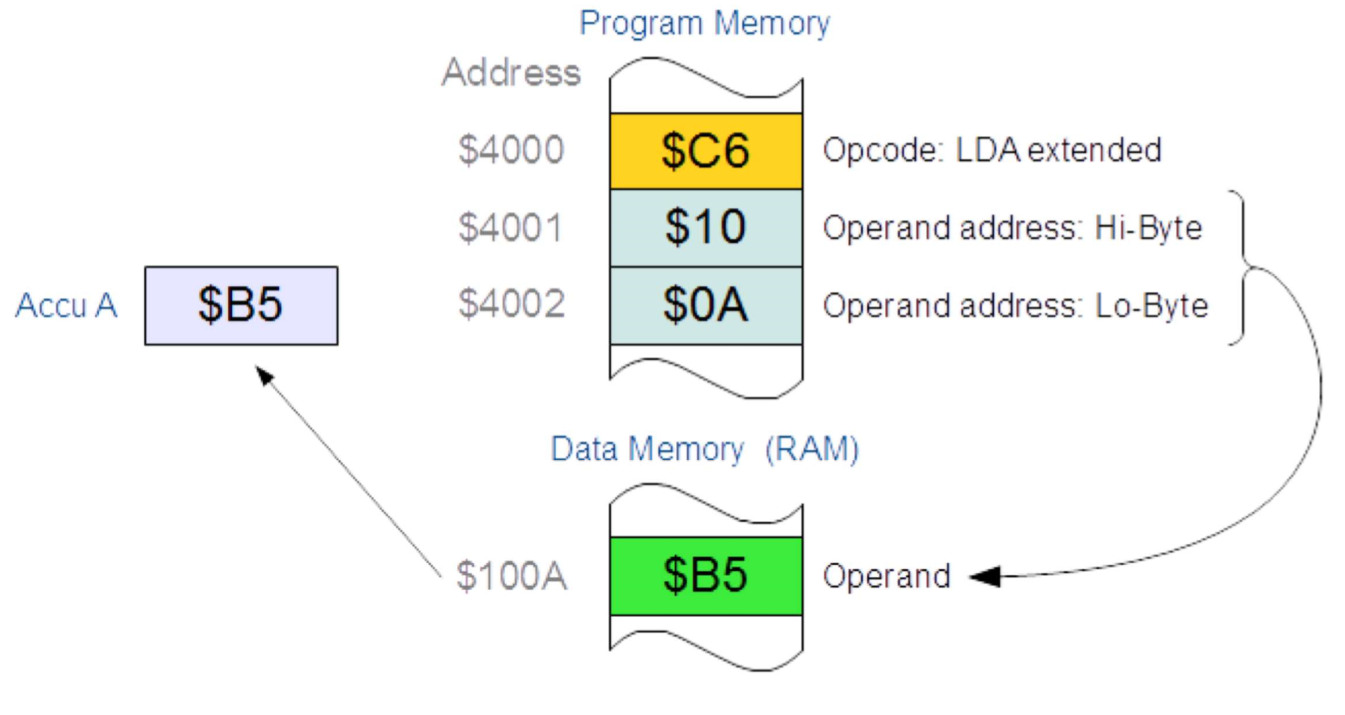 Program Memory
Address
$4000 $C6 Opcode: LDA extended
$4001 $10 Operand address: Hi-Byte
Accu A $B5 $4002 $0A Operand address: Lo-Byte
Data Memory (RAM)
$100A $B5 Operand